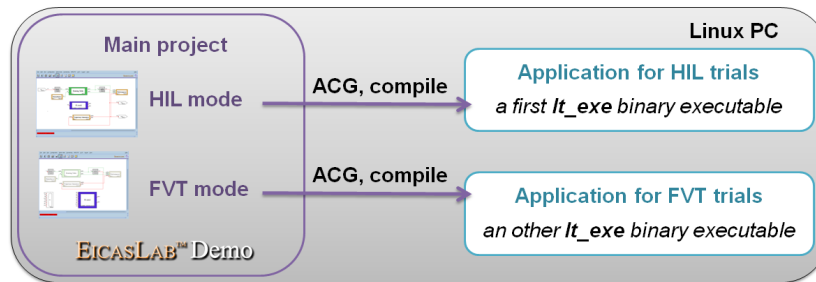 Linux PC
Main project
HIL mode
ACG, compile
Application for HIL trials
a first lt_exe binary executable
FVT mode
ACG, compile
Application for FVT trials
an other lt_exe binary executable
EICASLAB™ Demo